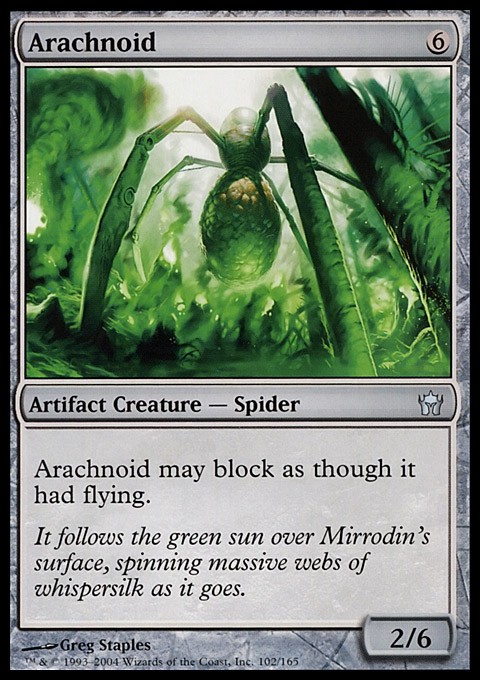 Arachnoid 6
Artifact Creature — Spider
Arachnoid may block as though it
had flying.
It follows the green sun over Mirrodin's
surface, spinning massive webs of
whispersilk as it goes.
Greg Staples
2/6
™ & © 1993–2004 Wizards of the Coast, Inc. 102/165